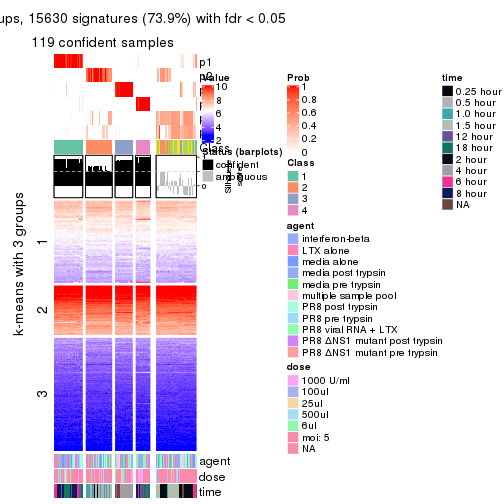 ups, 15630 signatures (73.9%) with fdr < 0.05
119 confident samples
p1
Class
k-means with 3 groups
1
2
3
agent
dose
time
value
10
8
6
4
2
Status (barplots)
confident
ambiguous
0
Prob
1
0.8
0.6
0.4
0.2
0
Class
1
2
3
4
agent
interferon-beta
LTX alone
media alone
media post trypsin
media pre trypsin
multiple sample pool
PR8 post trypsin
PR8 pre trypsin
PR8 viral RNA + LTX
PR8 ΔNS1 mutant post trypsin
PR8 ΔNS1 mutant pre trypsin
dose
1000 U/ml
100ul
25ul
500ul
6ul
moi: 5
NA
time
0.25 hour
0.5 hour
1.0 hour
1.5 hour
12 hour
18 hour
2 hour
4 hour
6 hour
8 hour
NA